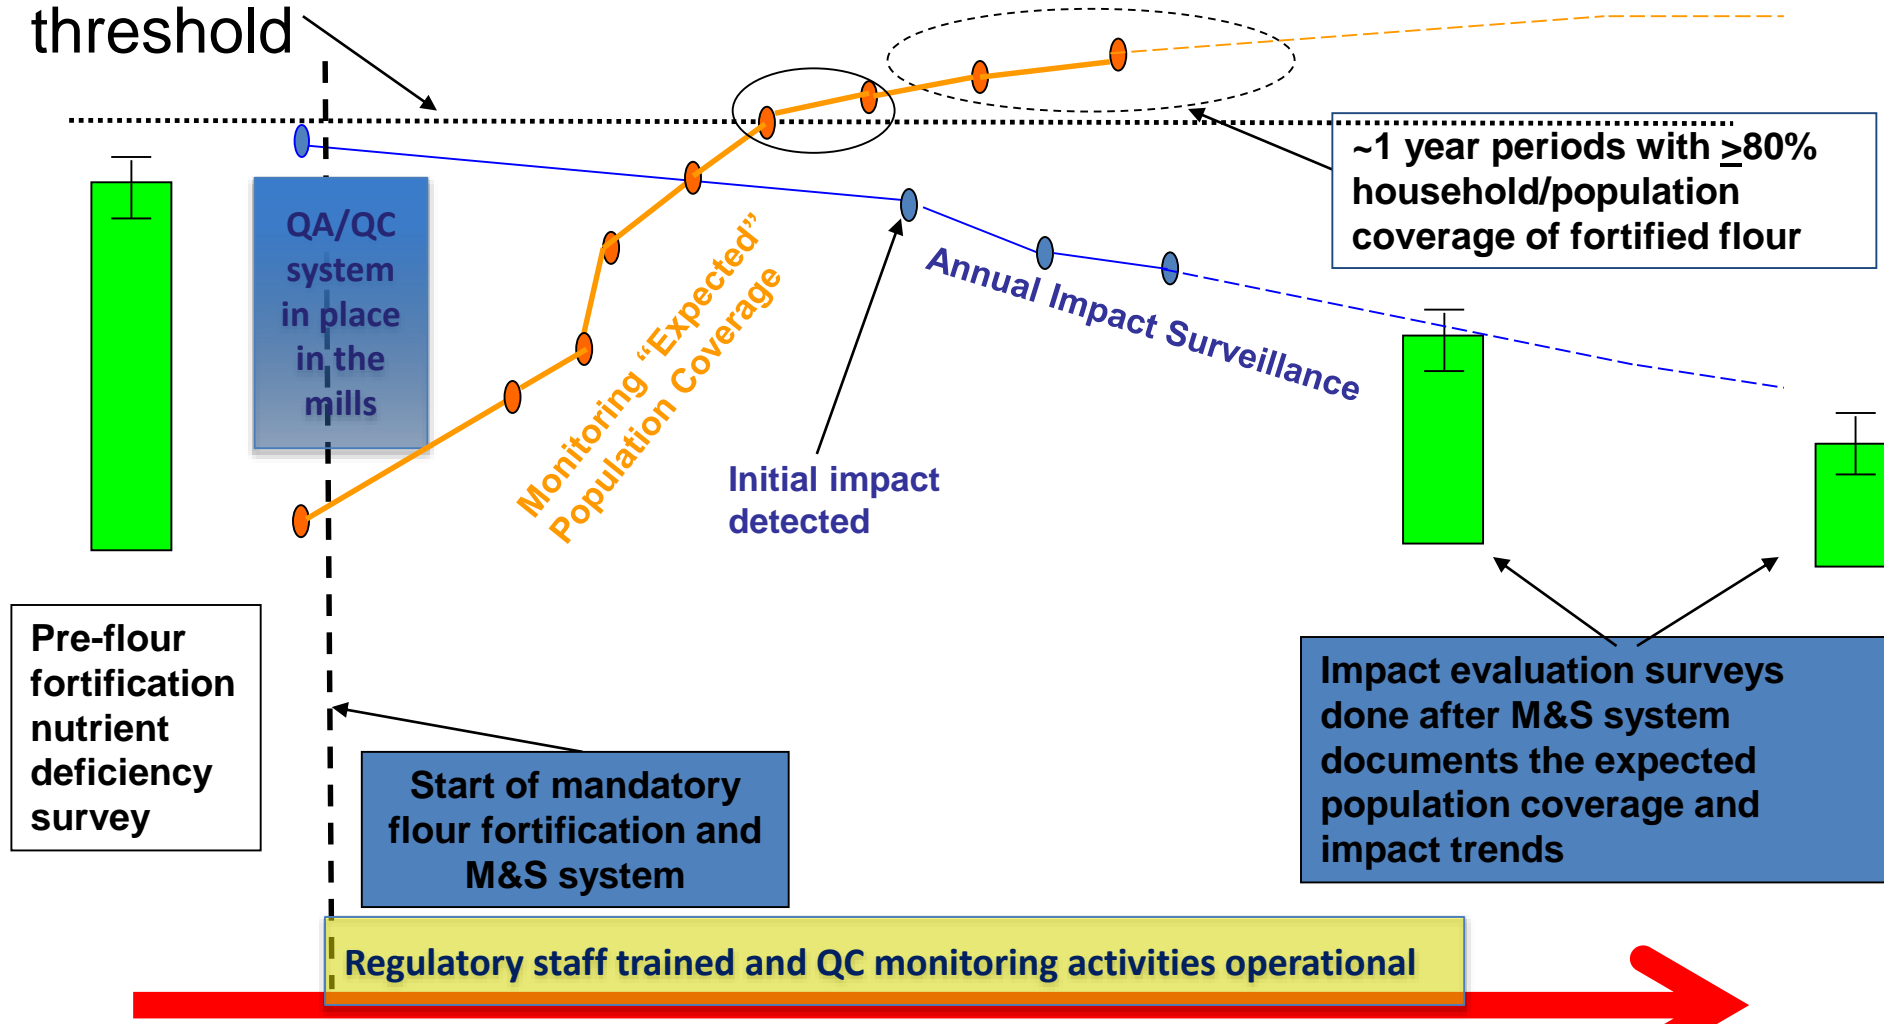 threshold
QA/QC
system
in place
in the
mills
Monitoring “Expected”
Population Coverage
Annual Impact Surveillance
~1 year periods with ≥80%
household/population
coverage of fortified flour
Initial impact
detected
Pre-flour
fortification
nutrient
deficiency
survey
Start of mandatory
flour fortification and
M&S system
Impact evaluation surveys
done after M&S system
documents the expected
population coverage and
impact trends
Regulatory staff trained and QC monitoring activities operational